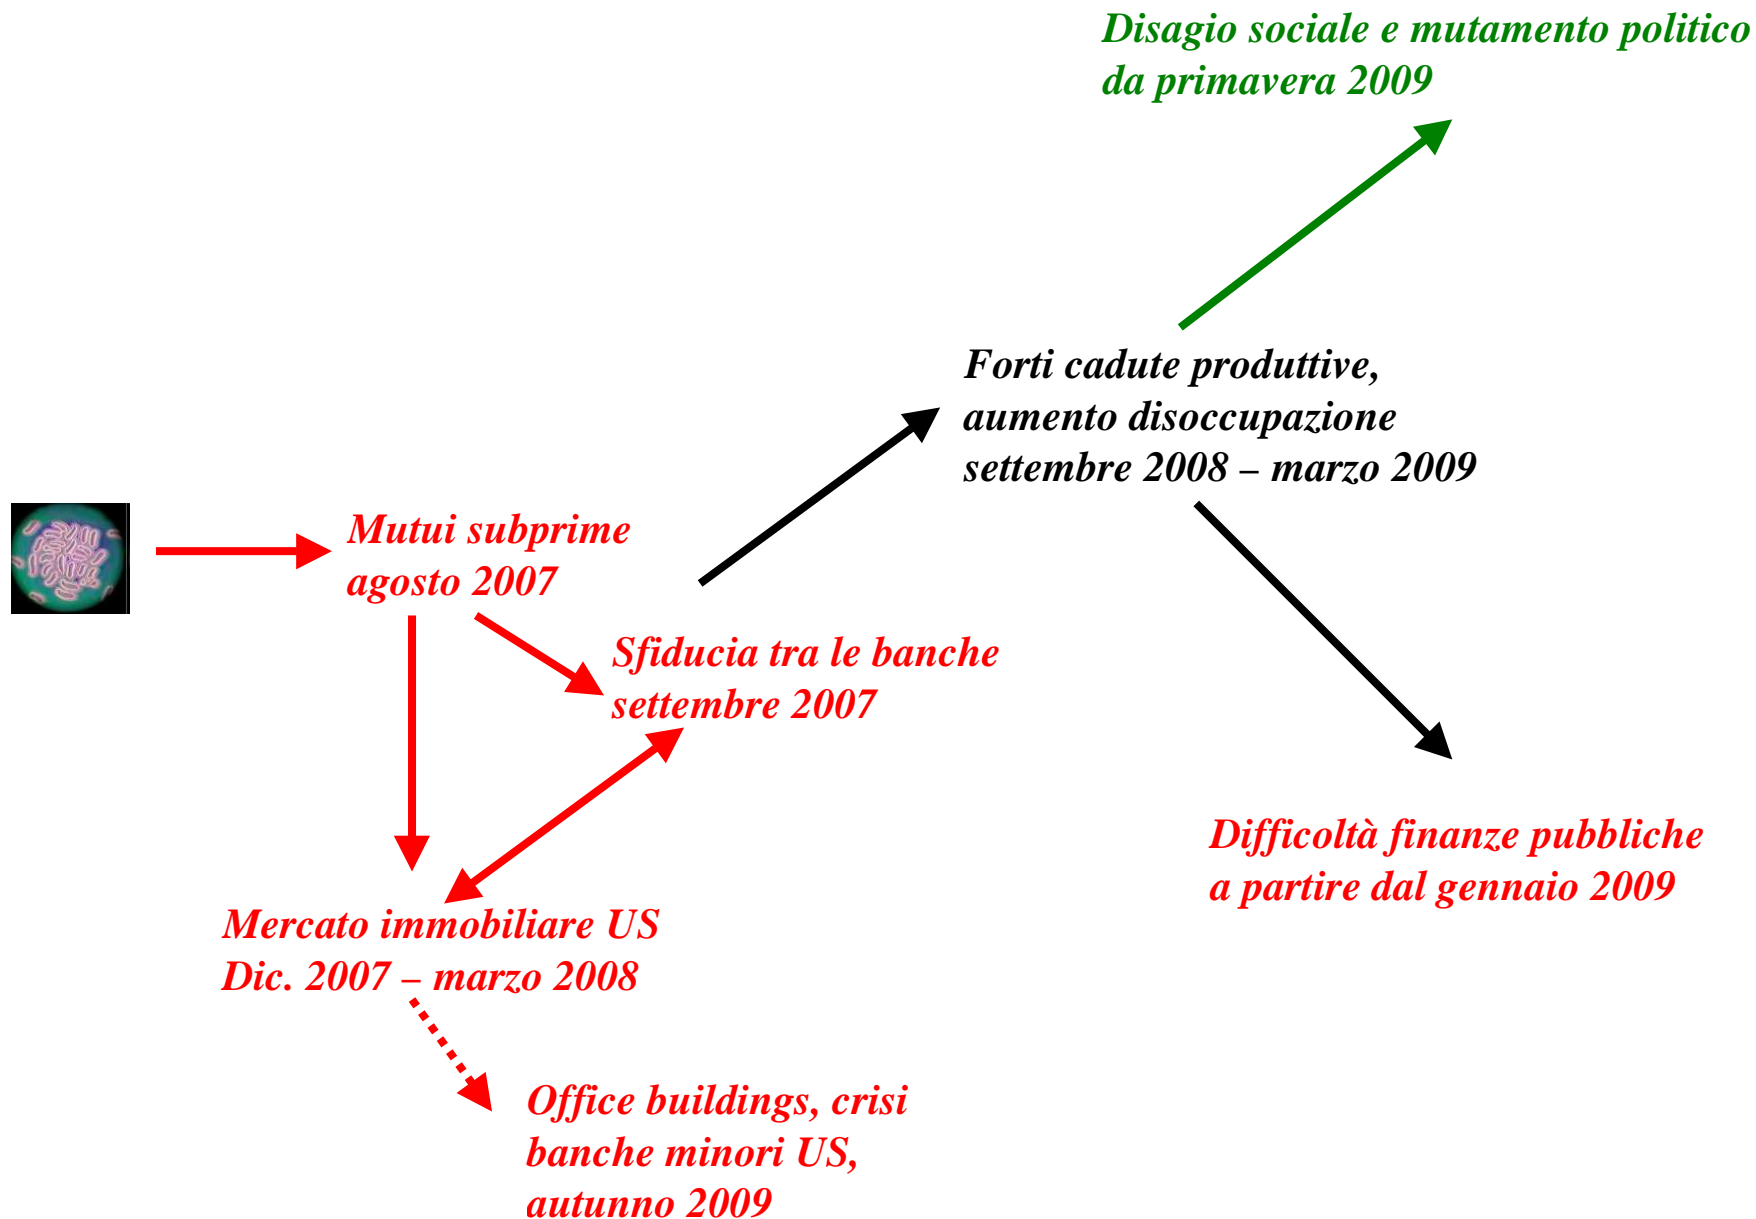 Disagio sociale e mutamento politico
da primavera 2009
Forti cadute produttive,
aumento disoccupazione
settembre 2008 – marzo 2009
Mutui subprime
agosto 2007
Sfiducia tra le banche
settembre 2007
Difficoltà finanze pubbliche
a partire dal gennaio 2009
Mercato immobiliare US
Dic. 2007 – marzo 2008
Office buildings, crisi
banche minori US,
autunno 2009